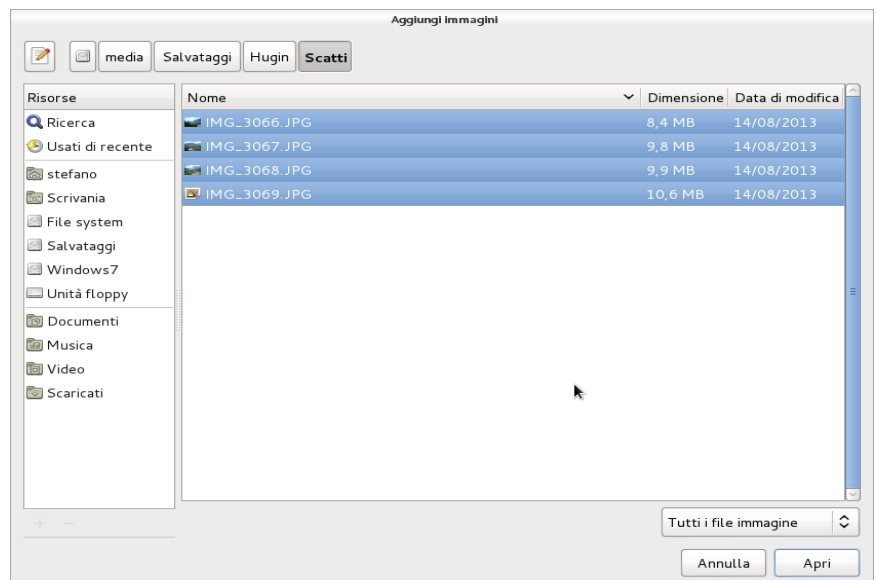 Aggiungi immagini
media Salvataggi Hugin Scatti
Risorse
Ricerca
Usati di recente
stefano
Scrivania
File system
Salvataggi
Windows7
Unità floppy
Documenti
Musica
Video
Scaricati
Nome Dimensione Data di modifica
IMG_3066.JPG 8,4 MB 14/08/2013
IMG_3067.JPG 9,8 MB 14/08/2013
IMG_3068.JPG 9,9 MB 14/08/2013
IMG_3069.JPG 10,6 MB 14/08/2013
Tutti i file immagine
Annulla Apri